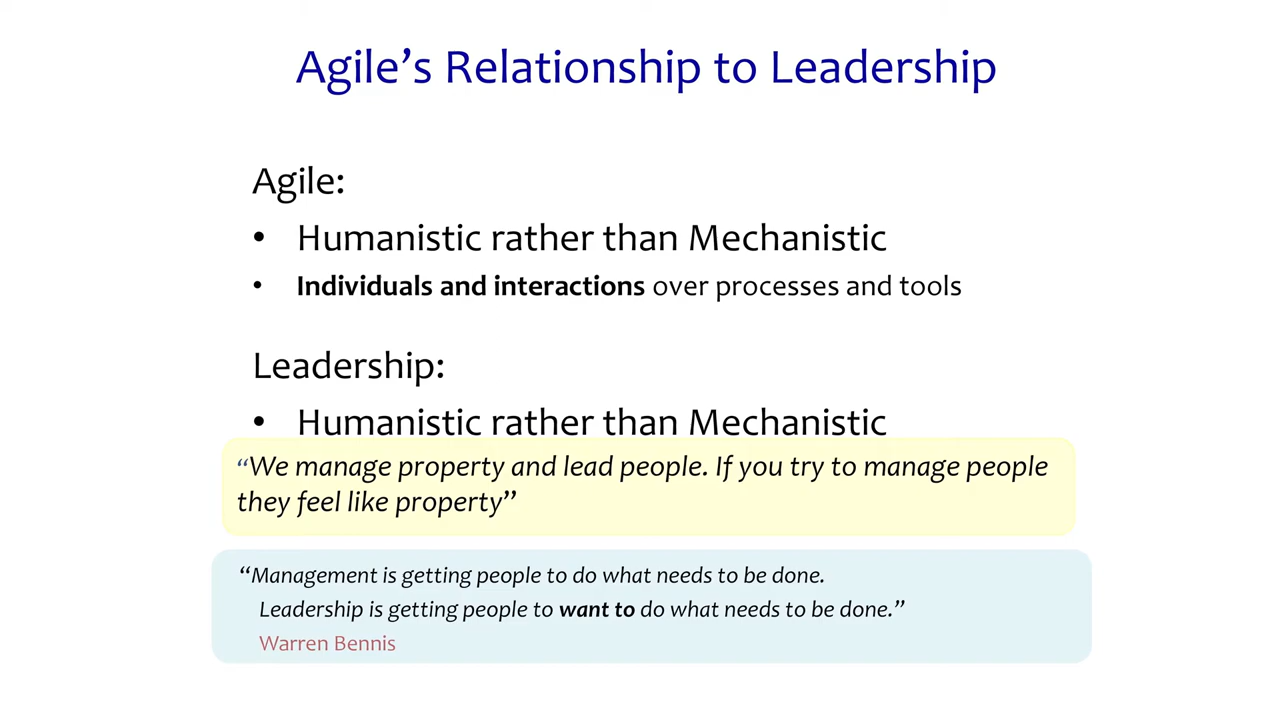 Agile’s Relationship to Leadership
Agile:
• Humanistic rather than Mechanistic
• Individuals and interactions over processes and tools
Leadership:
• Humanistic rather than Mechanistic
“We manage property and lead people. If you try to manage people
they feel like property”
“Management is getting people to do what needs to be done.
Leadership is getting people to want to do what needs to be done.”
Warren Bennis